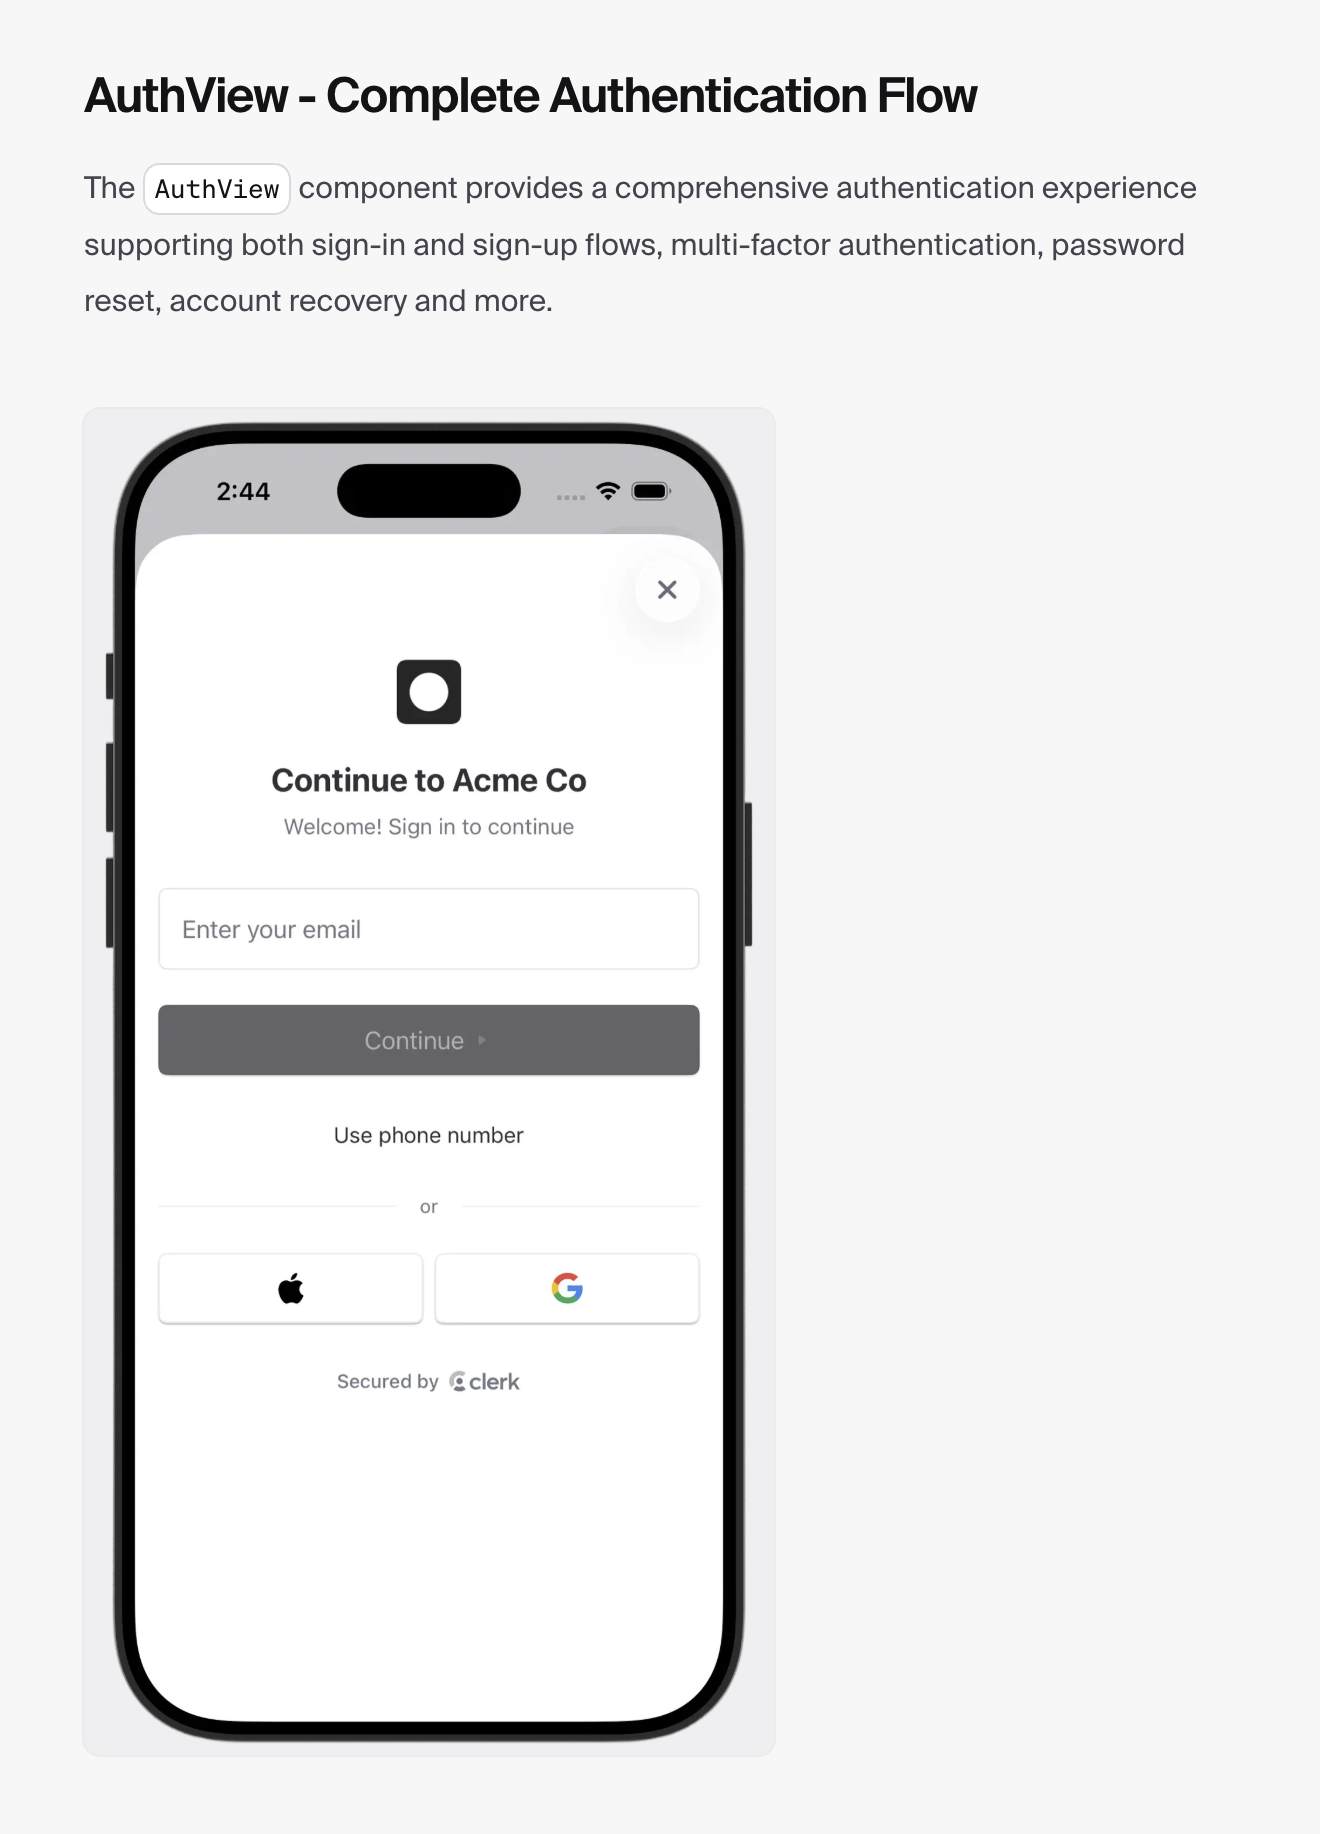 AuthView - Complete Authentication Flow
The AuthView component provides a comprehensive authentication experience
supporting both sign-in and sign-up flows, multi-factor authentication, password
reset, account recovery and more.
2:44
Continue to Acme Co
Welcome! Sign in to continue
Enter your email
Continue
Use phone number
or
Secured by clerk